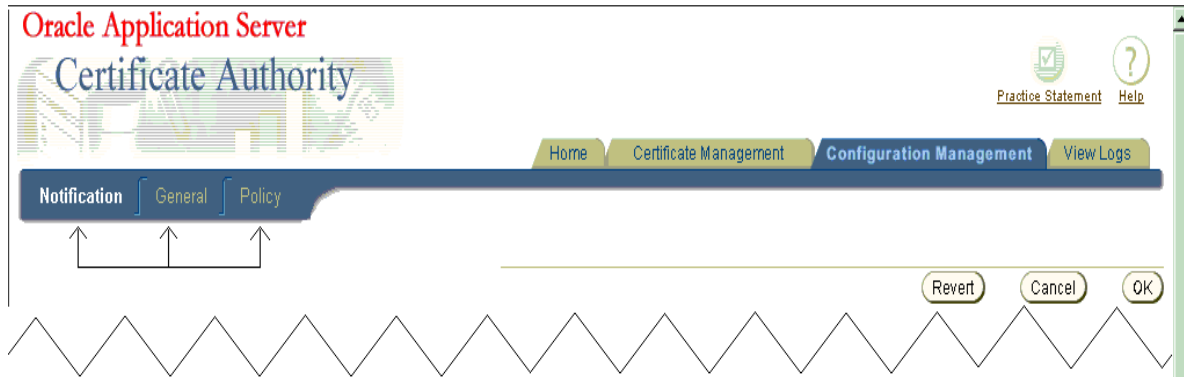 Oracle Application Server
Certificate Authority
Practice Statement
Help
Home
Certificate Management
Configuration Management
View Logs
Notification
General
Policy
Revert
Cancel
OK